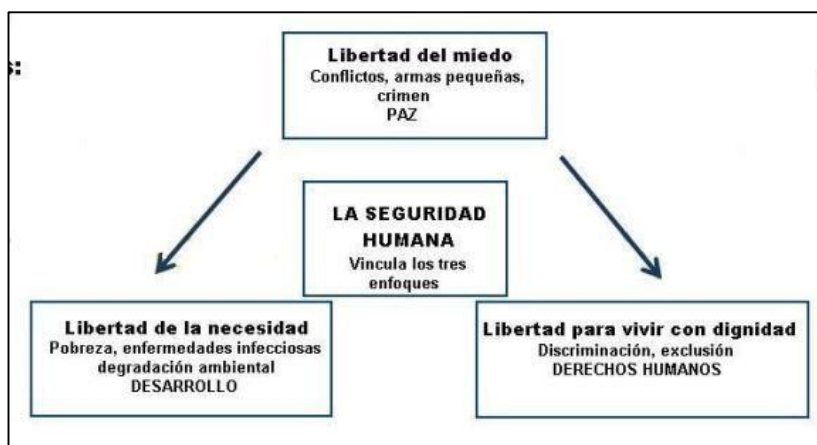 s:
Libertad del miedo
Conflictos, armas pequeñas,
crimen
PAZ
LA SEGURIDAD
HUMANA
Vincula los tres
enfoques
Libertad de la necesidad
Pobreza, enfermedades infecciosas
degradación ambiental
DESARROLLO
Libertad para vivir con dignidad
Discriminación, exclusión
DERECHOS HUMANOS